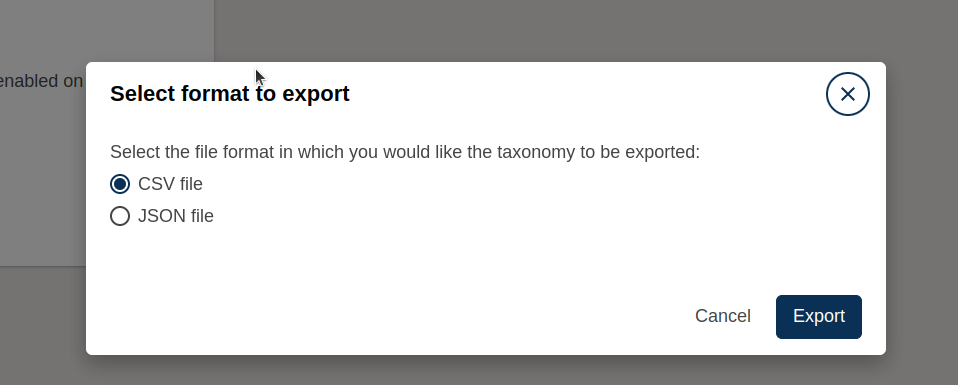 enabled on
Select format to export
Select the file format in which you would like the taxonomy to be exported:
CSV file
JSON file
Cancel
Export